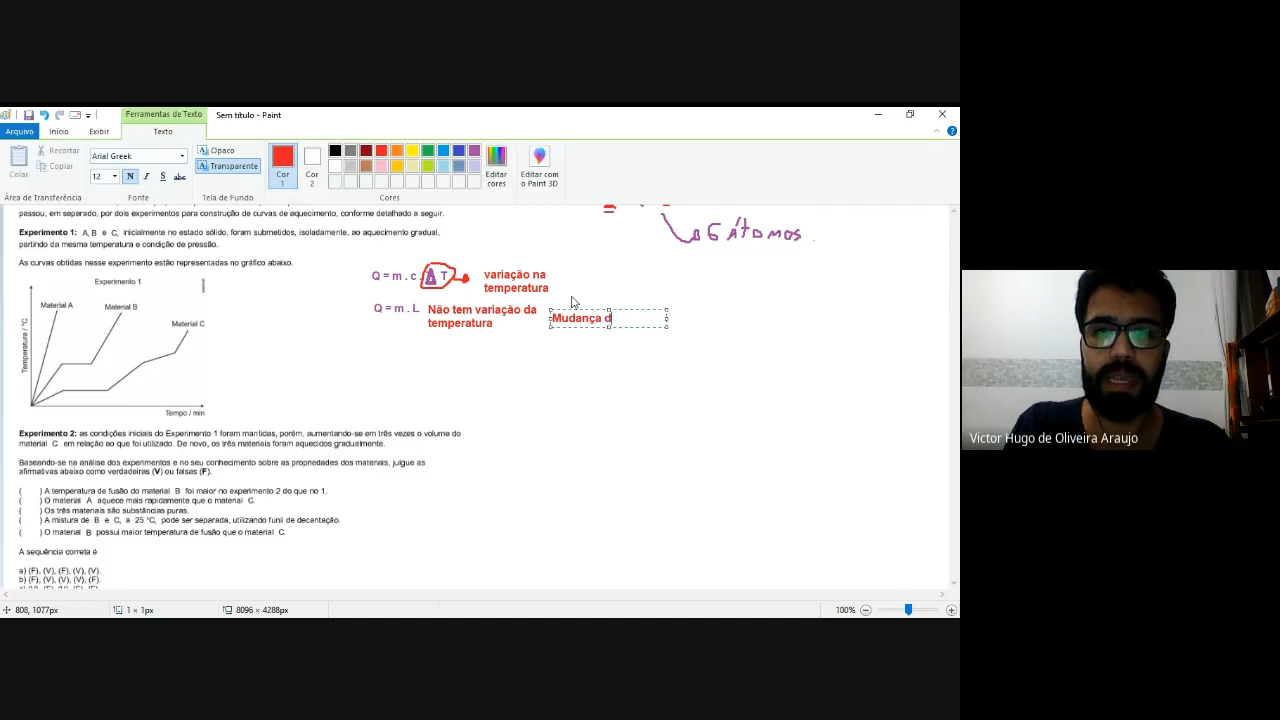 Ferramentas de Texto
Sem título - Paint
Arquivo
Início
Exibir
Texto
Colar
Recortar
Copiar
Área de Transferência
Arial Greek
12
N
I
S
abc
Fonte
Opaco
Transparente
Tela de Fundo
Cor 1
Cor 2
Cores
Editar cores
Editar com o Paint 3D
passou, em separado, por dois experimentos para construção de curvas de aquecimento, conforme detalhado a seguir.
Experimento 1: A, B e C, inicialmente no estado sólido, foram submetidos, isoladamente, ao aquecimento gradual,
partindo da mesma temperatura e condição de pressão.
As curvas obtidas nesse experimento estão representadas no gráfico abaixo.
Experimento 1
Material A
Material B
Material C
Temperatura / °C
Tempo / min
6 átomos
Q = m . c Δ T
variação na
temperatura
Q = m . L
Não tem variação da
temperatura
Mudança d
Experimento 2: as condições iniciais do Experimento 1 foram mantidas, porém, aumentando-se em três vezes o volume do
material C em relação ao que foi utilizado. De novo, os três materiais foram aquecidos gradualmente.
Baseando-se na análise dos experimentos e no seu conhecimento sobre as propriedades dos materiais, julgue as
afirmativas abaixo como verdadeiras (V) ou falsas (F).
( ) A temperatura de fusão do material B foi maior no experimento 2 do que no 1.
( ) O material A aquece mais rapidamente que o material C.
( ) Os três materiais são substâncias puras.
( ) A mistura de B e C, a 25 °C, pode ser separada, utilizando funil de decantação.
( ) O material B possui maior temperatura de fusão que o material C.
A sequência correta é
a) (F), (V), (F), (V), (V).
b) (F), (V), (V), (V), (F).
808, 1077px
1 × 1px
8096 × 4288px
100%
Victor Hugo de Oliveira Araujo